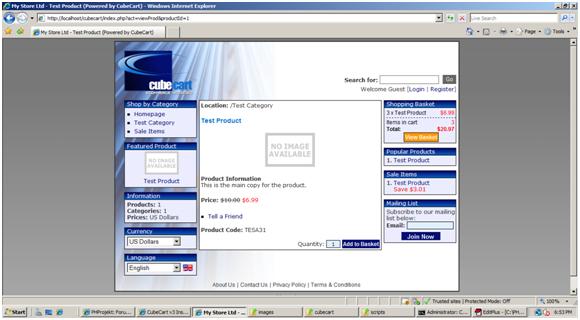 My Store Ltd - Test Product (Powered by CubeCart) - Windows Internet Explorer
http://localhost/cubecart/index.php?act=viewProd&productId=1
Live Search
My Store Ltd - Test Product (Powered by CubeCart)
Page
Tools
cubecart
Search for:
Go
Welcome Guest [Login | Register]
Shop by Category
Homepage
Test Category
Sale Items
Featured Product
NO IMAGE
AVAILABLE
Test Product
Information
Products: 1
Categories: 1
Prices: US Dollars
Currency
US Dollars
Language
English
Location: /Test Category
Test Product
NO IMAGE
AVAILABLE
Product Information
This is the main copy for the product.
Price: $10.00 $6.99
Tell a Friend
Product Code: TESA31
Quantity: 1 Add to Basket
Shopping Basket
3 x Test Product $6.99
Items in cart 3
Total: $20.97
View Basket
Popular Products
1. Test Product
Sale Items
1. Test Product
Save $3.01
Mailing List
Subscribe to our mailing
list below:
Email:
Join Now
About Us | Contact Us | Privacy Policy | Terms & Conditions
Trusted sites | Protected Mode: Off
100%
Start
PHProjekt: Foru...
CubeCart v3 Ins...
My Store Ltd - ...
images
cubecart
scripts
Administrator: C...
EditPlus - [C:\PH...
6:53 PM